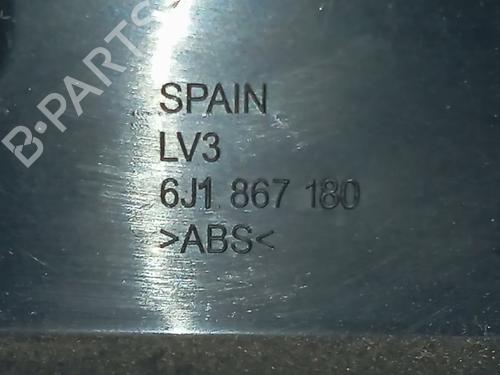 B-PARTS
SPAIN
LV3
6J1 867 180
>ABS<